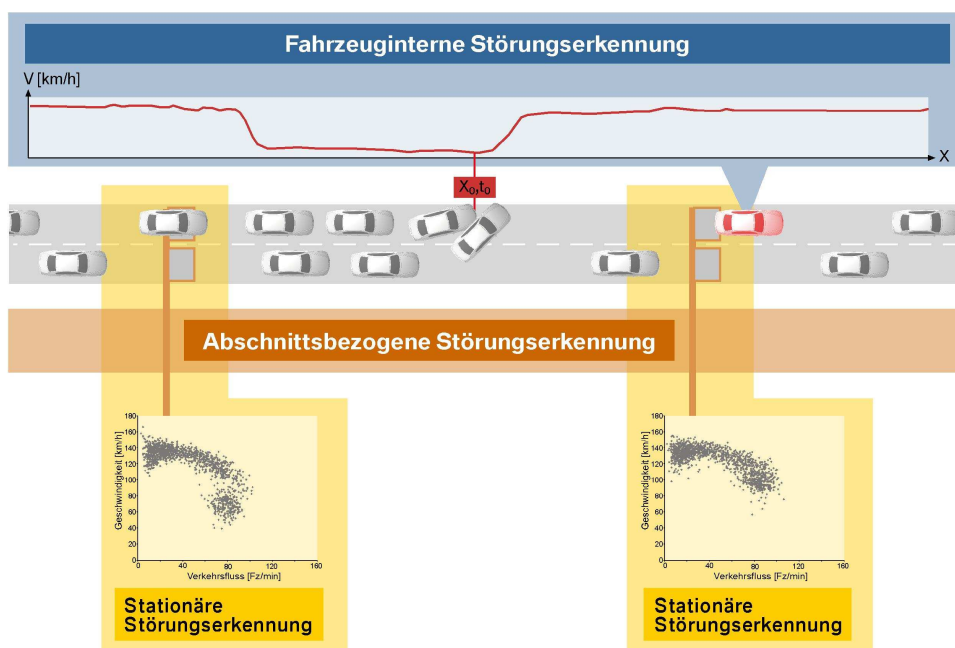 Fahrzeuginterne Störungserkennung
V [km/h]
X
X₀,t₀
Abschnittsbezogene Störungserkennung
180
160
140
120
100
80
60
40
20
0
Geschwindigkeit [km/h]
0 40 80 120 160
Verkehrsfluss [Fz/min]
Stationäre
Störungserkennung
180
160
140
120
100
80
60
40
20
0
Geschwindigkeit [km/h]
0 40 80 120 160
Verkehrsfluss [Fz/min]
Stationäre
Störungserkennung